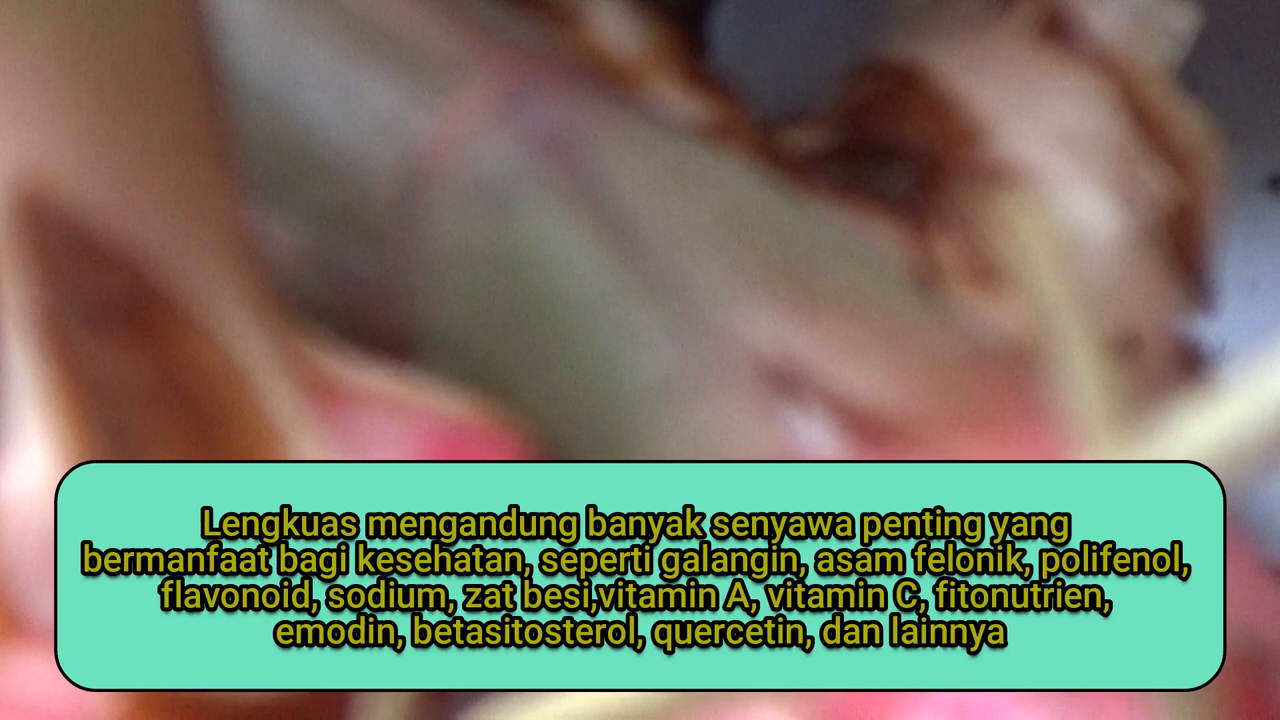 Lengkuas mengandung banyak senyawa penting yang
bermanfaat bagi kesehatan, seperti galangin, asam felonik, polifenol,
flavonoid, sodium, zat besi,vitamin A, vitamin C, fitonutrien,
emodin, betasitosterol, quercetin, dan lainnya